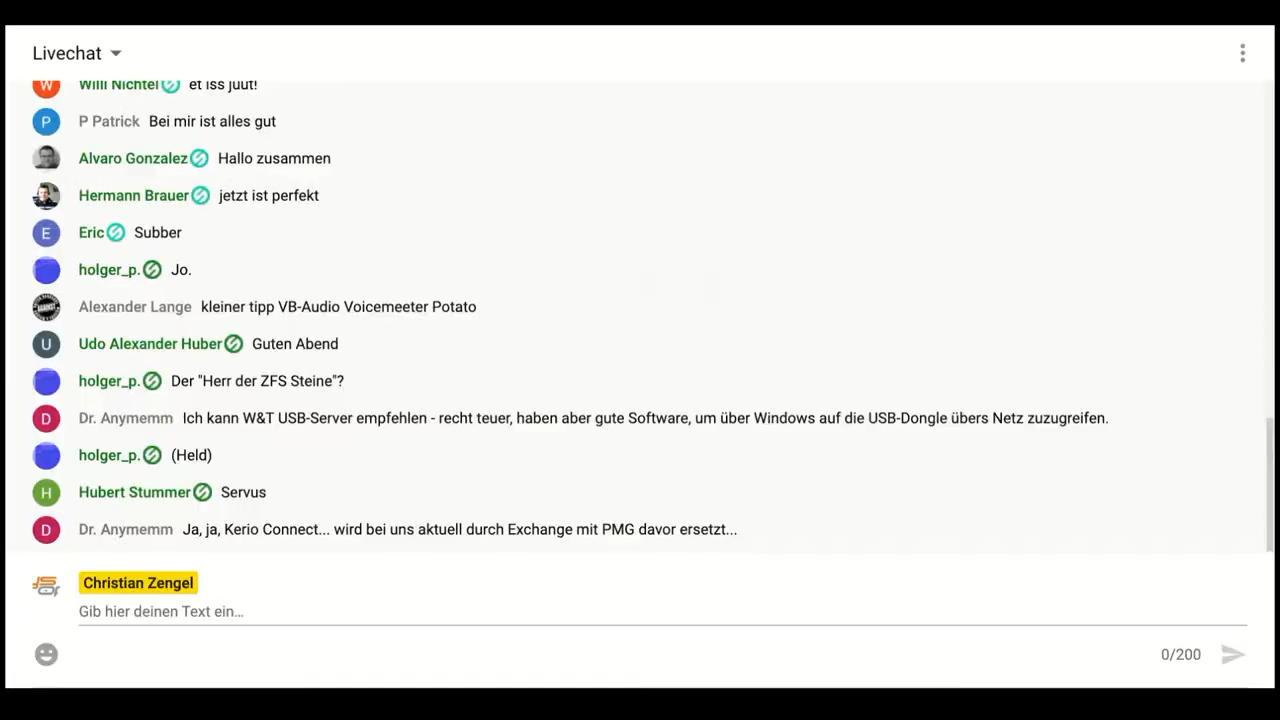 Livechat
W Willi Nichtel et iss juut!
P P Patrick Bei mir ist alles gut
Alvaro Gonzalez Hallo zusammen
Hermann Brauer jetzt ist perfekt
E Eric Subber
holger_p. Jo.
Alexander Lange kleiner tipp VB-Audio Voicemeeter Potato
U Udo Alexander Huber Guten Abend
holger_p. Der "Herr der ZFS Steine"?
D Dr. Anymemm Ich kann W&T USB-Server empfehlen - recht teuer, haben aber gute Software, um über Windows auf die USB-Dongle übers Netz zuzugreifen.
holger_p. (Held)
H Hubert Stummer Servus
D Dr. Anymemm Ja, ja, Kerio Connect... wird bei uns aktuell durch Exchange mit PMG davor ersetzt...
Christian Zengel
Gib hier deinen Text ein...
0/200